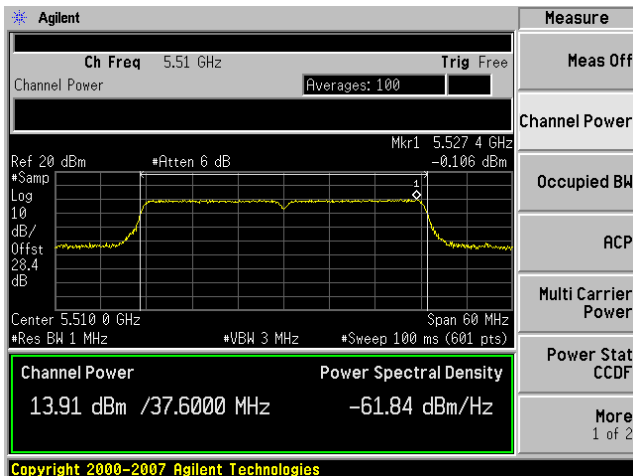 Agilent
Measure
Ch Freq 5.51 GHz Trig Free
Channel Power Averages: 100
Mkr1 5.527 4 GHz
Ref 20 dBm #Atten 6 dB -0.106 dBm
#Samp
Log
10
dB/
Offst
28.4
dB
1
Center 5.510 0 GHz Span 60 MHz
#Res BW 1 MHz #VBW 3 MHz #Sweep 100 ms (601 pts)
Channel Power Power Spectral Density
13.91 dBm /37.6000 MHz -61.84 dBm/Hz
Meas Off
Channel Power
Occupied BW
ACP
Multi Carrier
Power
Power Stat
CCDF
More
1 of 2
Copyright 2000-2007 Agilent Technologies